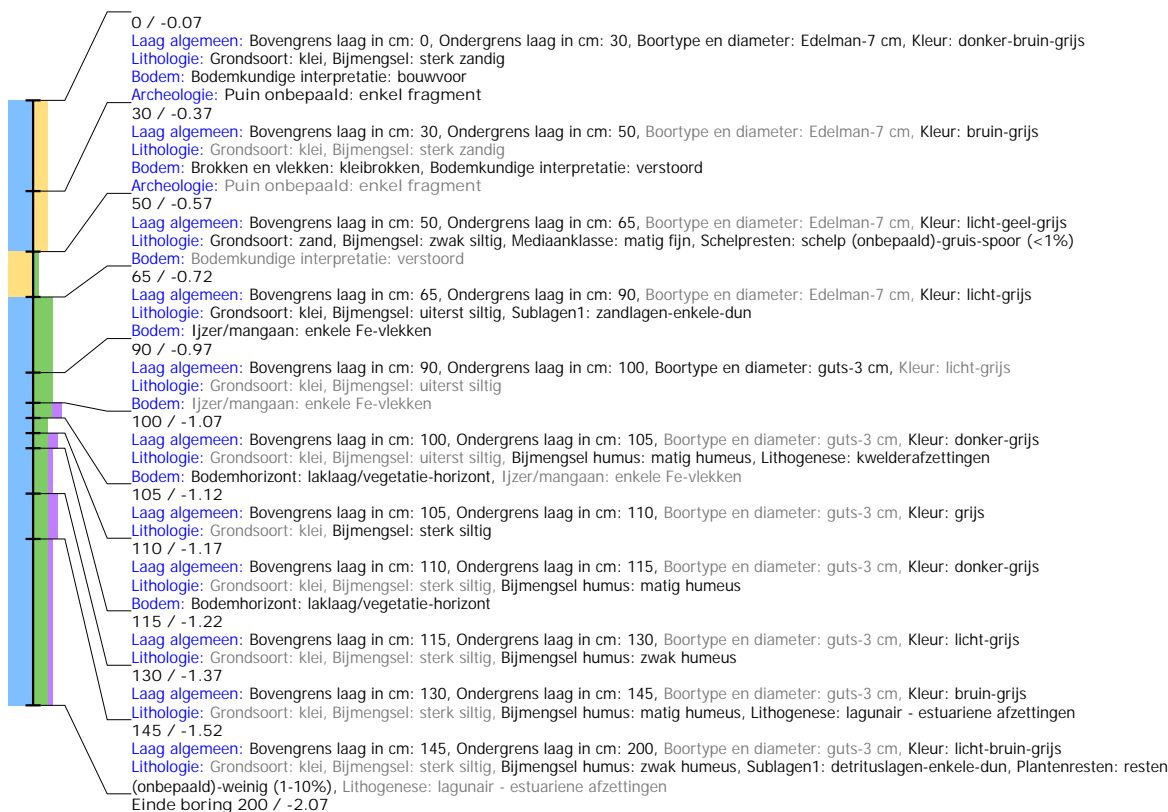 0 / -0.07
Laag algemeen: Bovengrens laag in cm: 0, Ondergrens laag in cm: 30, Boortype en diameter: Edelman-7 cm, Kleur: donker-bruin-grijs
Lithologie: Grondsoort: klei, Bijmengsel: sterk zandig
Bodem: Bodemkundige interpretatie: bouwvoor
Archeologie: Puin onbepaald: enkel fragment
30 / -0.37
Laag algemeen: Bovengrens laag in cm: 30, Ondergrens laag in cm: 50, Boortype en diameter: Edelman-7 cm, Kleur: bruin-grijs
Lithologie: Grondsoort: klei, Bijmengsel: sterk zandig
Bodem: Brokken en vlekken: kleibrokken, Bodemkundige interpretatie: verstoord
Archeologie: Puin onbepaald: enkel fragment
50 / -0.57
Laag algemeen: Bovengrens laag in cm: 50, Ondergrens laag in cm: 65, Boortype en diameter: Edelman-7 cm, Kleur: licht-geel-grijs
Lithologie: Grondsoort: zand, Bijmengsel: zwak siltig, Mediaanklasse: matig fijn, Schelpresten: schelp (onbepaald)-gruis-spoor (<1%)
Bodem: Bodemkundige interpretatie: verstoord
65 / -0.72
Laag algemeen: Bovengrens laag in cm: 65, Ondergrens laag in cm: 90, Boortype en diameter: Edelman-7 cm, Kleur: licht-grijs
Lithologie: Grondsoort: klei, Bijmengsel: uiterst siltig, Sublagen1: zandlagen-enkele-dun
Bodem: Ijzer/mangaan: enkele Fe-vlekken
90 / -0.97
Laag algemeen: Bovengrens laag in cm: 90, Ondergrens laag in cm: 100, Boortype en diameter: guts-3 cm, Kleur: licht-grijs
Lithologie: Grondsoort: klei, Bijmengsel: uiterst siltig
Bodem: Ijzer/mangaan: enkele Fe-vlekken
100 / -1.07
Laag algemeen: Bovengrens laag in cm: 100, Ondergrens laag in cm: 105, Boortype en diameter: guts-3 cm, Kleur: donker-grijs
Lithologie: Grondsoort: klei, Bijmengsel: uiterst siltig, Bijmengsel humus: matig humeus, Lithogenese: kwelderafzettingen
Bodem: Bodemhorizont: laklaag/vegetatie-horizont, Ijzer/mangaan: enkele Fe-vlekken
105 / -1.12
Laag algemeen: Bovengrens laag in cm: 105, Ondergrens laag in cm: 110, Boortype en diameter: guts-3 cm, Kleur: grijs
Lithologie: Grondsoort: klei, Bijmengsel: sterk siltig
110 / -1.17
Laag algemeen: Bovengrens laag in cm: 110, Ondergrens laag in cm: 115, Boortype en diameter: guts-3 cm, Kleur: donker-grijs
Lithologie: Grondsoort: klei, Bijmengsel: sterk siltig, Bijmengsel humus: matig humeus
Bodem: Bodemhorizont: laklaag/vegetatie-horizont
115 / -1.22
Laag algemeen: Bovengrens laag in cm: 115, Ondergrens laag in cm: 130, Boortype en diameter: guts-3 cm, Kleur: licht-grijs
Lithologie: Grondsoort: klei, Bijmengsel: sterk siltig, Bijmengsel humus: zwak humeus
130 / -1.37
Laag algemeen: Bovengrens laag in cm: 130, Ondergrens laag in cm: 145, Boortype en diameter: guts-3 cm, Kleur: bruin-grijs
Lithologie: Grondsoort: klei, Bijmengsel: sterk siltig, Bijmengsel humus: matig humeus, Lithogenese: lagunair - estuariene afzettingen
145 / -1.52
Laag algemeen: Bovengrens laag in cm: 145, Ondergrens laag in cm: 200, Boortype en diameter: guts-3 cm, Kleur: licht-bruin-grijs
Lithologie: Grondsoort: klei, Bijmengsel: sterk siltig, Bijmengsel humus: zwak humeus, Sublagen1: detrituslagen-enkele-dun, Plantenresten: resten
(onbepaald)-weinig (1-10%), Lithogenese: lagunair - estuariene afzettingen
Einde boring 200 / -2.07